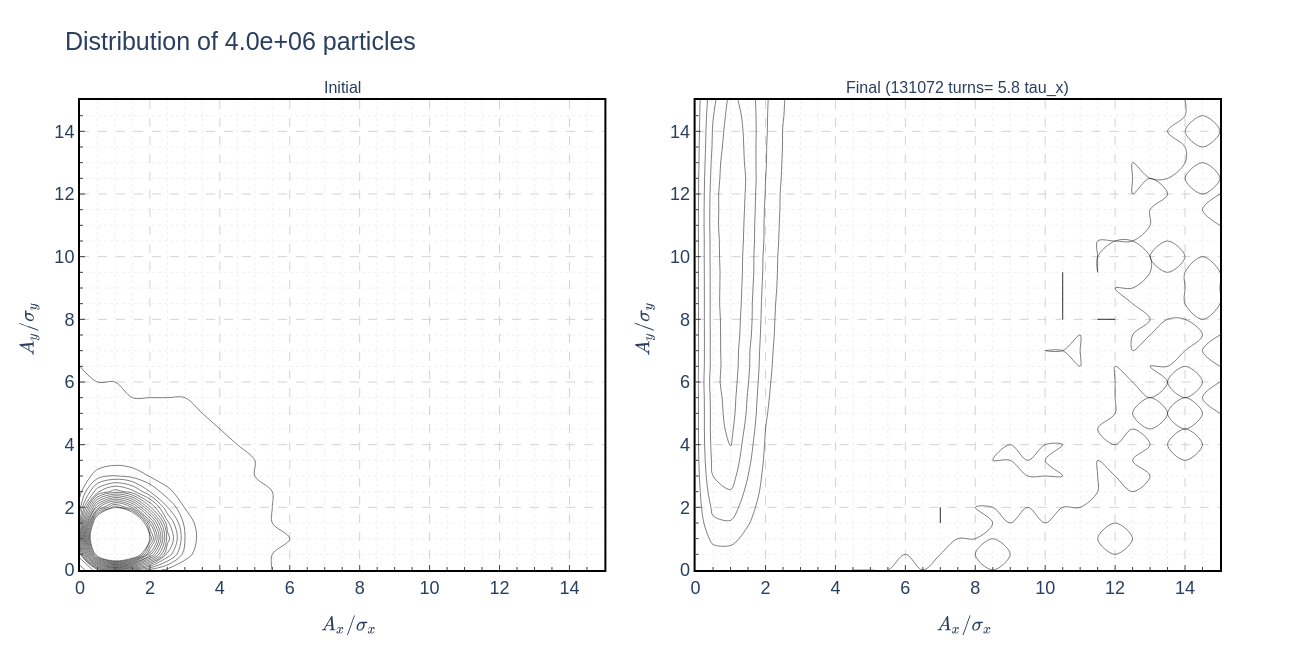 Distribution of 4.0e+06 particles
Initial
Final (131072 turns= 5.8 tau_x)
14
12
10
8
6
4
2
0
A_y/σ_y
0 2 4 6 8 10 12 14
A_x/σ_x
14
12
10
8
6
4
2
0
A_y/σ_y
0 2 4 6 8 10 12 14
A_x/σ_x